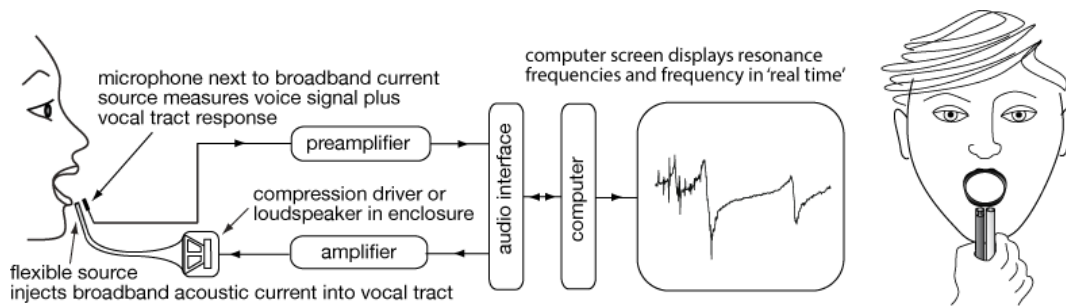 computer screen displays resonance
frequencies and frequency in 'real time'
microphone next to broadband current
source measures voice signal plus
vocal tract response
preamplifier
audio interface
computer
compression driver or
loudspeaker in enclosure
amplifier
flexible source
injects broadband acoustic current into vocal tract